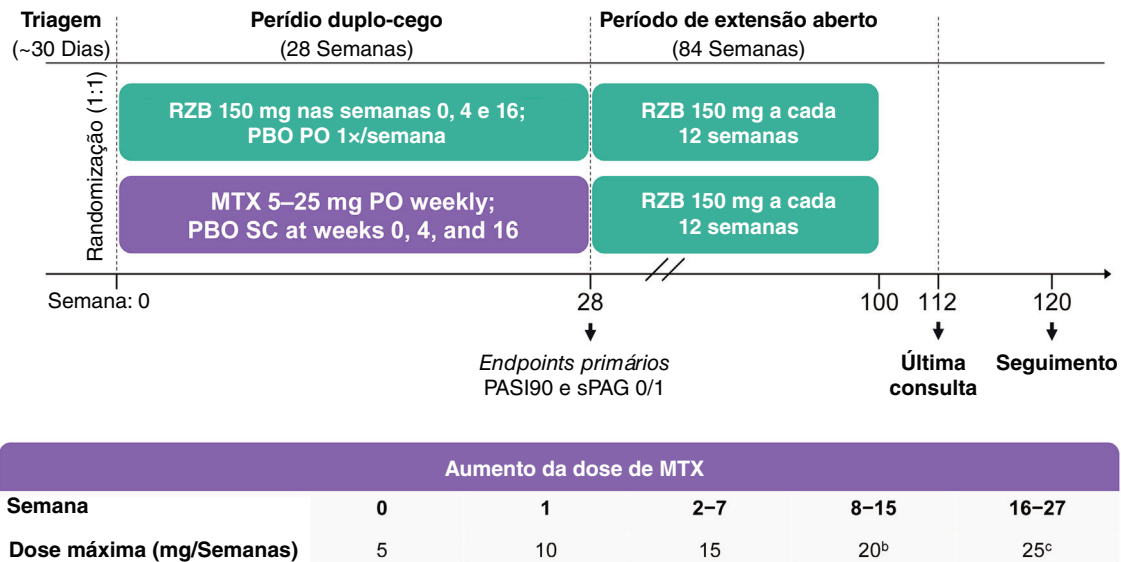 Triagem
(~30 Dias)
Perídio duplo-cego
(28 Semanas)
Período de extensão aberto
(84 Semanas)
Randomização (1:1)
RZB 150 mg nas semanas 0, 4 e 16;
PBO PO 1×/semana
RZB 150 mg a cada
12 semanas
MTX 5–25 mg PO weekly;
PBO SC at weeks 0, 4, and 16
RZB 150 mg a cada
12 semanas
Semana: 0
28
100
112
120
Endpoints primários
PASI90 e sPAG 0/1
Última
consulta
Seguimento
Aumento da dose de MTX
Semana 0 1 2–7 8–15 16–27
Dose máxima (mg/Semanas) 5 10 15 20ᵇ 25ᶜ